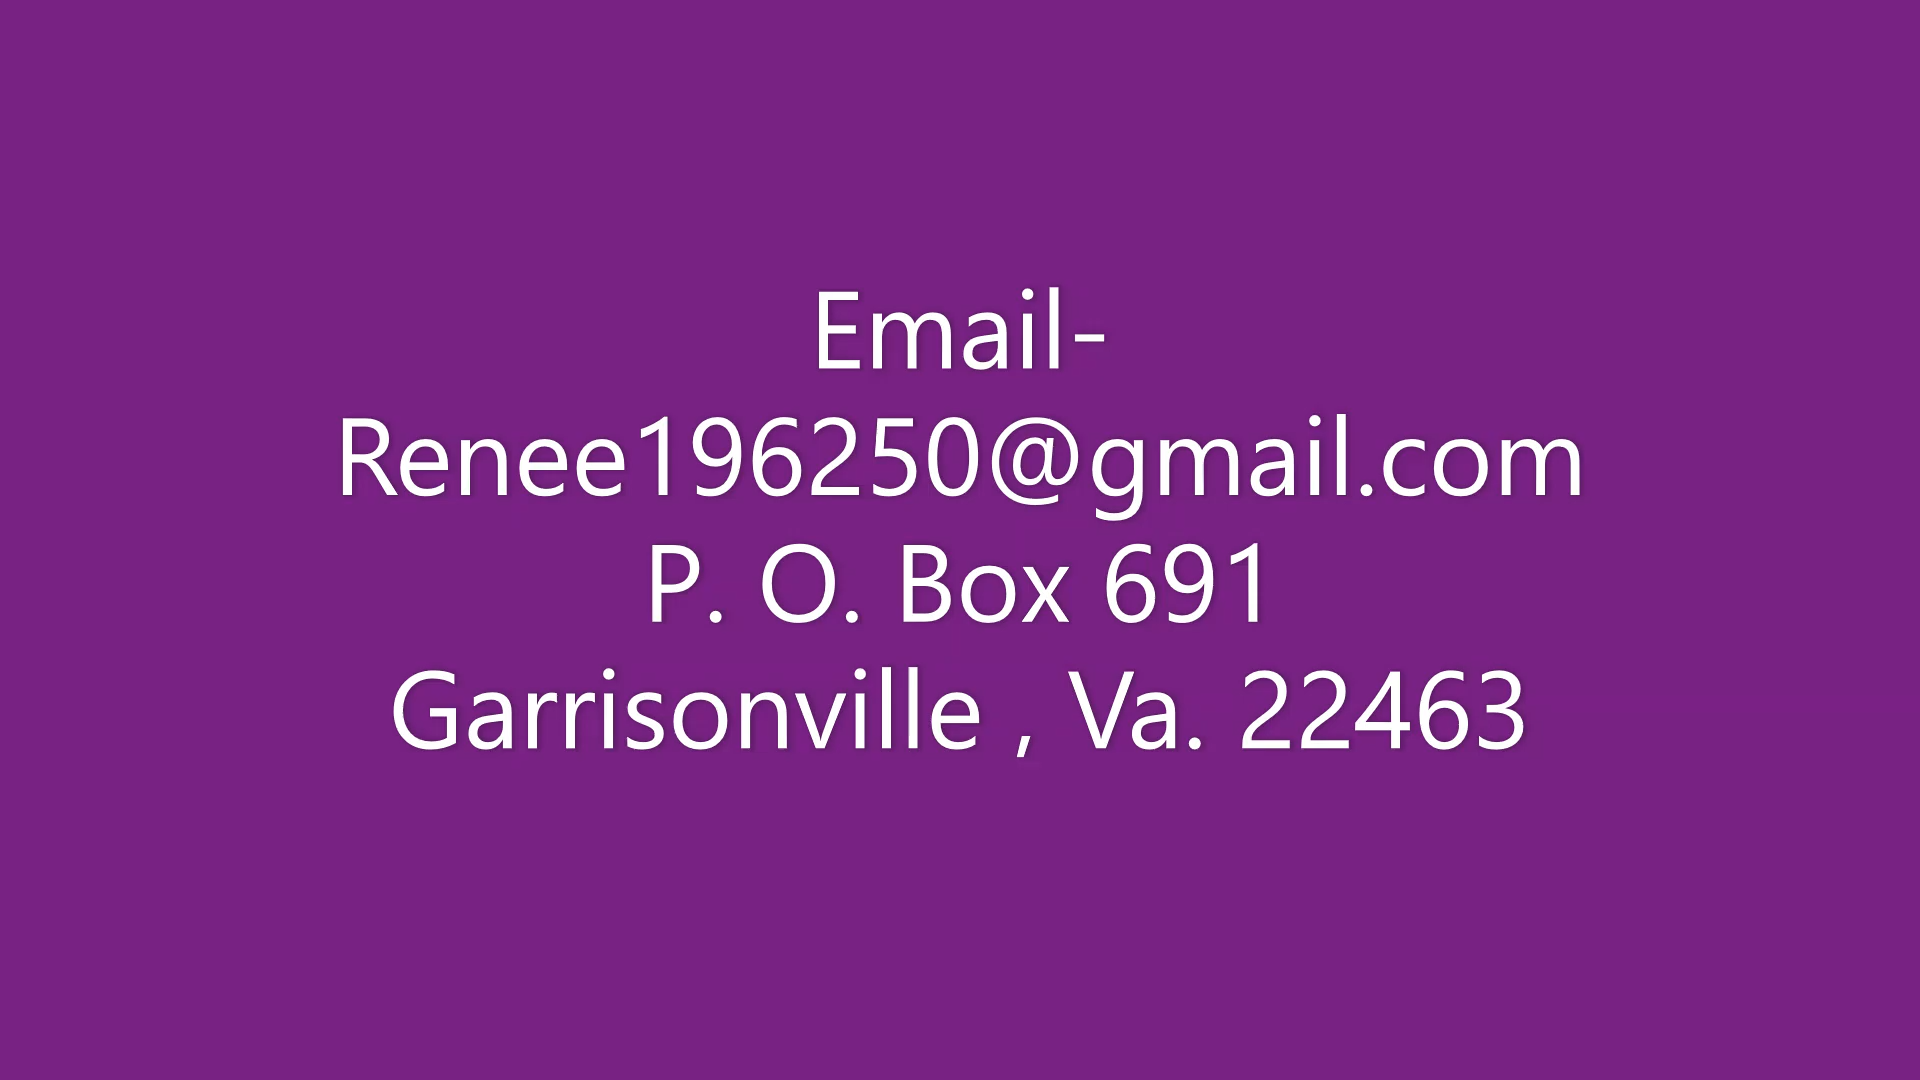 Email-
Renee196250@gmail.com
P. O. Box 691
Garrisonville , Va. 22463